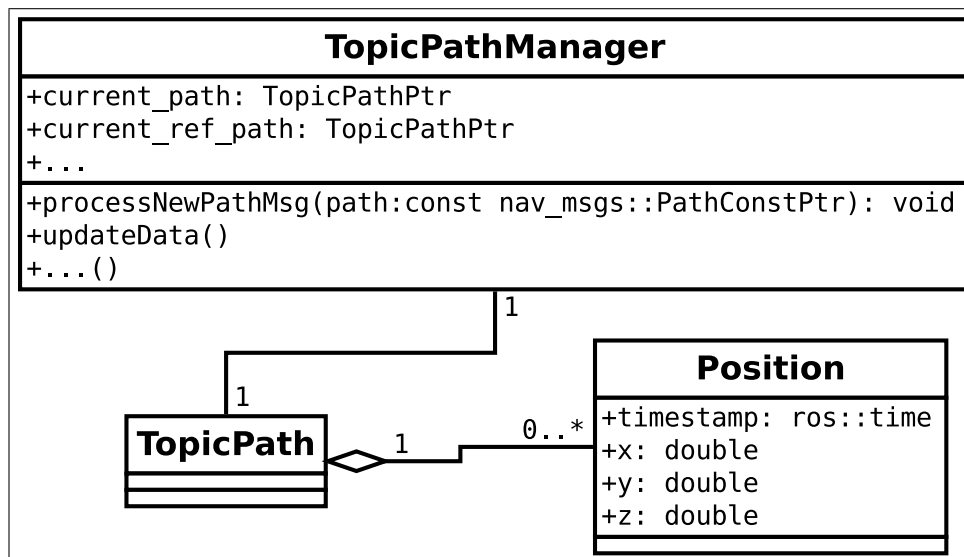 TopicPathManager
+current_path: TopicPathPtr
+current_ref_path: TopicPathPtr
+...
+processNewPathMsg(path:const nav_msgs::PathConstPtr): void
+updateData()
+...()
1
1
TopicPath
1
0..*
Position
+timestamp: ros::time
+x: double
+y: double
+z: double